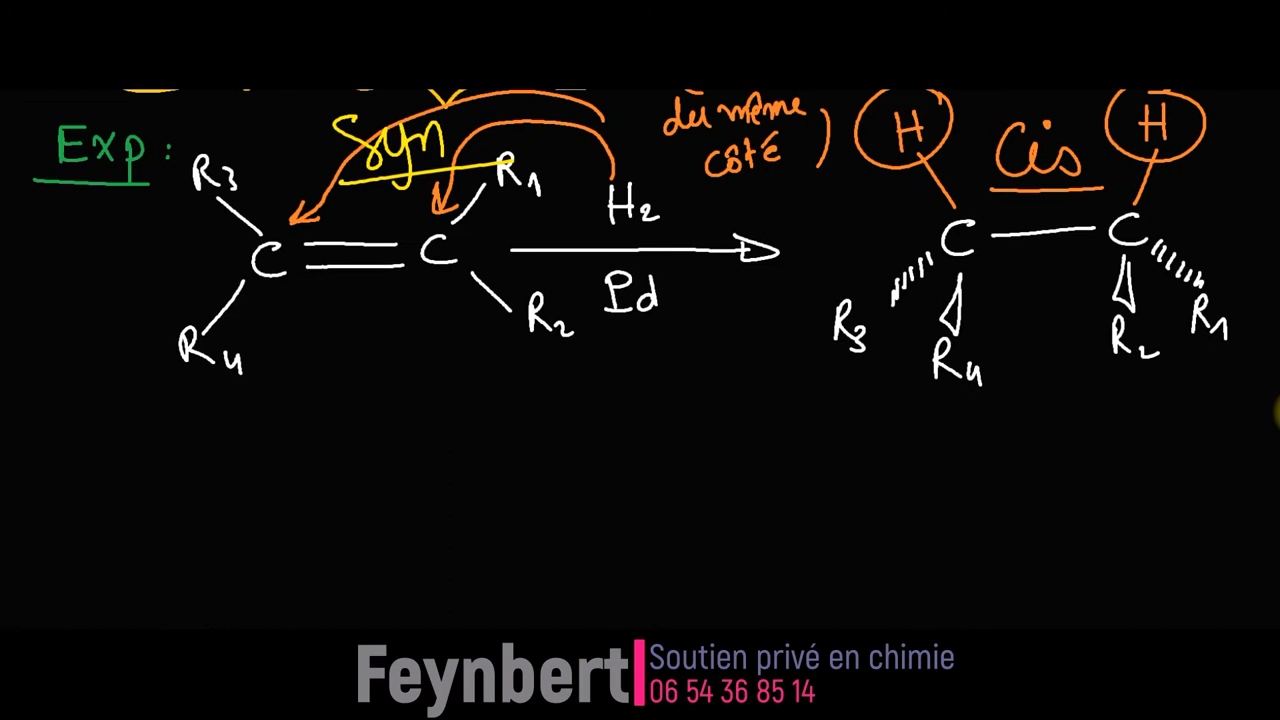 Exp :
Syn
du même
côté )
H
Cis
H
R3
R1
H2
C
C
C
C
Pd
R4
R2
R3
R4
R2
R1
Feynbert
Soutien privé en chimie
06 54 36 85 14